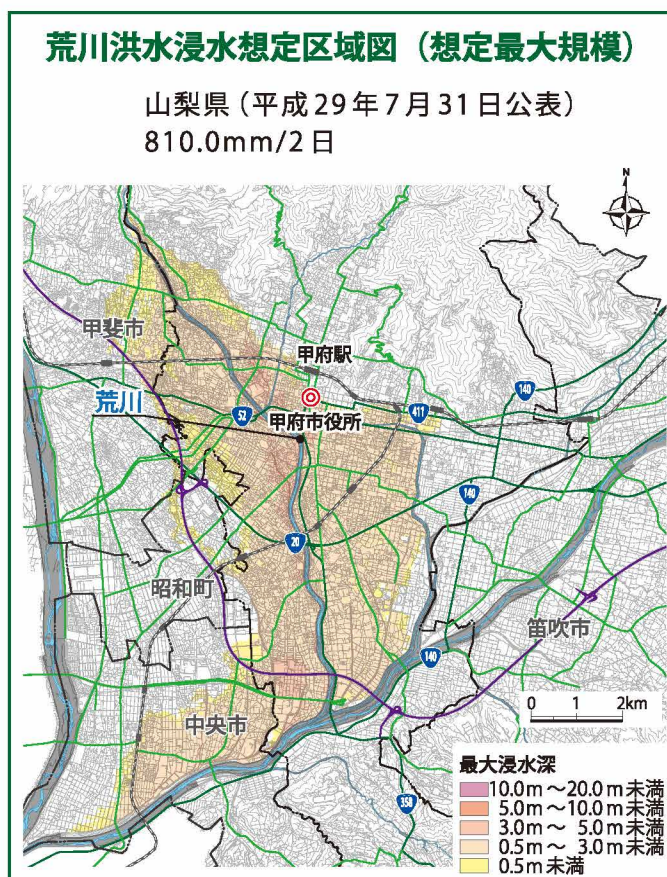 荒川洪水浸水想定区域図（想定最大規模）
山梨県（平成29年7月31日公表）
810.0mm/2日
N
甲斐市
甲府駅
140
荒川
52
411
甲府市役所
140
20
昭和町
笛吹市
140
0 1 2km
中央市
358
最大浸水深
10.0m～20.0m未満
5.0m～10.0m未満
3.0m～ 5.0m未満
0.5m～ 3.0m未満
0.5m未満